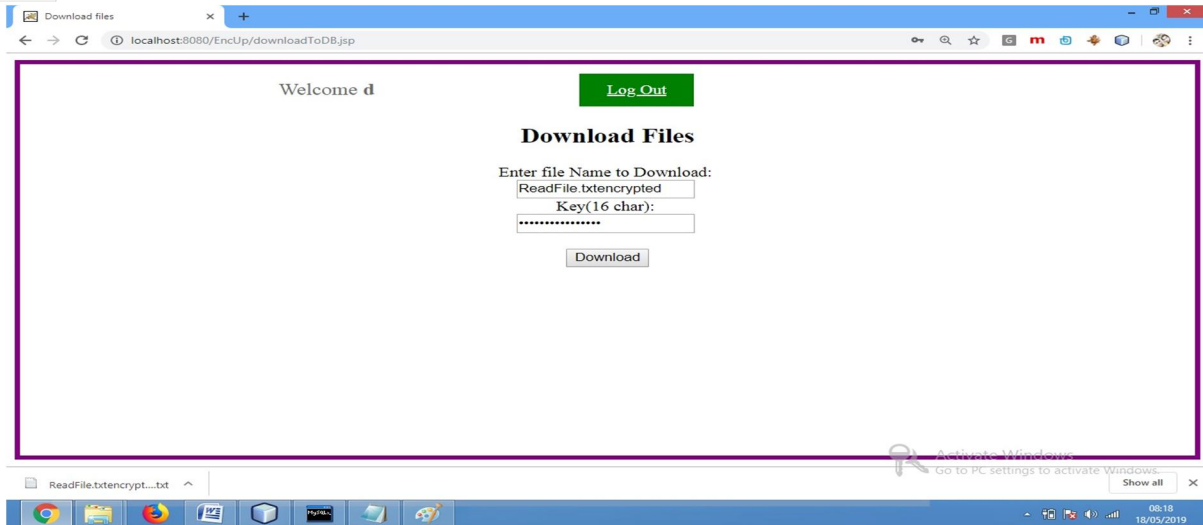 Download files
localhost:8080/EncUp/downloadToDB.jsp
Welcome d
Log Out
Download Files
Enter file Name to Download:
ReadFile.txtencrypted
Key(16 char):
••••••••••••••••
Download
Activate Windows
Go to PC settings to activate Windows.
ReadFile.txtencrypt....txt
Show all
MySQL
08:18
18/05/2019